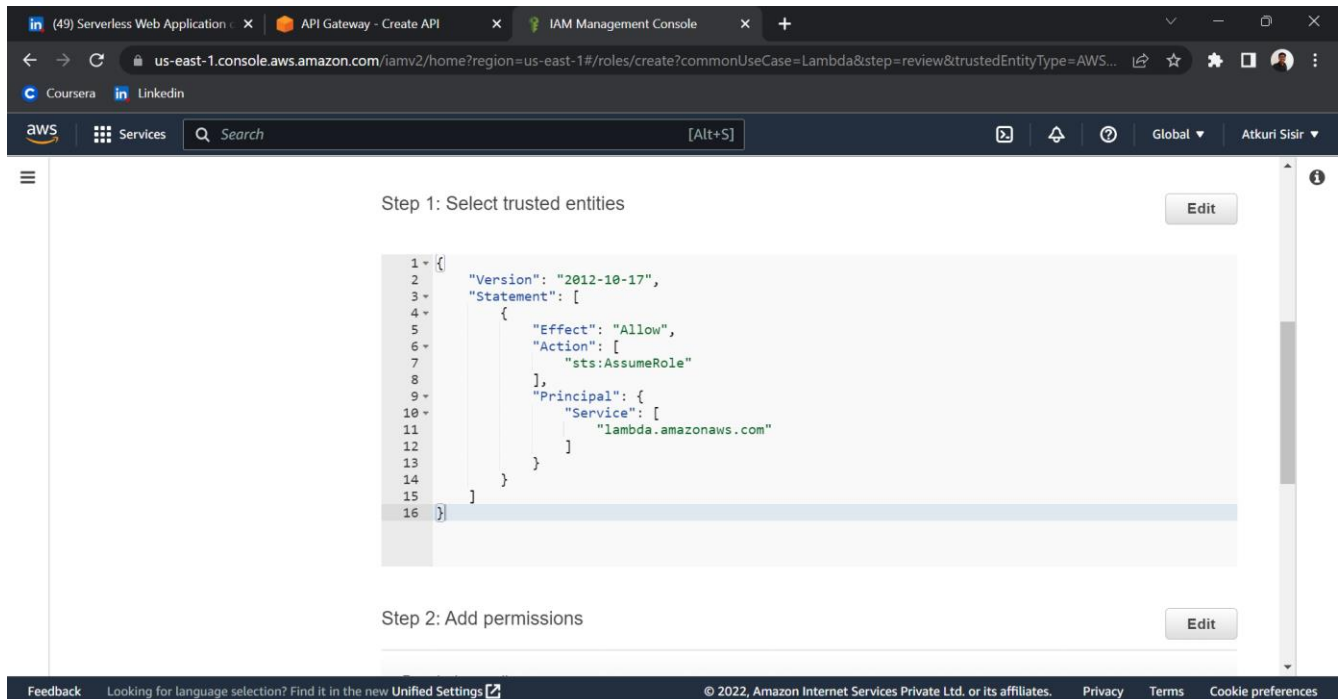 (49) Serverless Web Application c
API Gateway - Create API
IAM Management Console
us-east-1.console.aws.amazon.com/iamv2/home?region=us-east-1#/roles/create?commonUseCase=Lambda&step=review&trustedEntityType=AWS...
Coursera Linkedin
aws Services Search [Alt+S] Global Atkuri Sisir
Step 1: Select trusted entities
Edit
1 {
2 "Version": "2012-10-17",
3 "Statement": [
4 {
5 "Effect": "Allow",
6 "Action": [
7 "sts:AssumeRole"
8 ],
9 "Principal": {
10 "Service": [
11 "lambda.amazonaws.com"
12 ]
13 }
14 }
15 ]
16 }
Step 2: Add permissions
Edit
Feedback Looking for language selection? Find it in the new Unified Settings © 2022, Amazon Internet Services Private Ltd. or its affiliates. Privacy Terms Cookie preferences